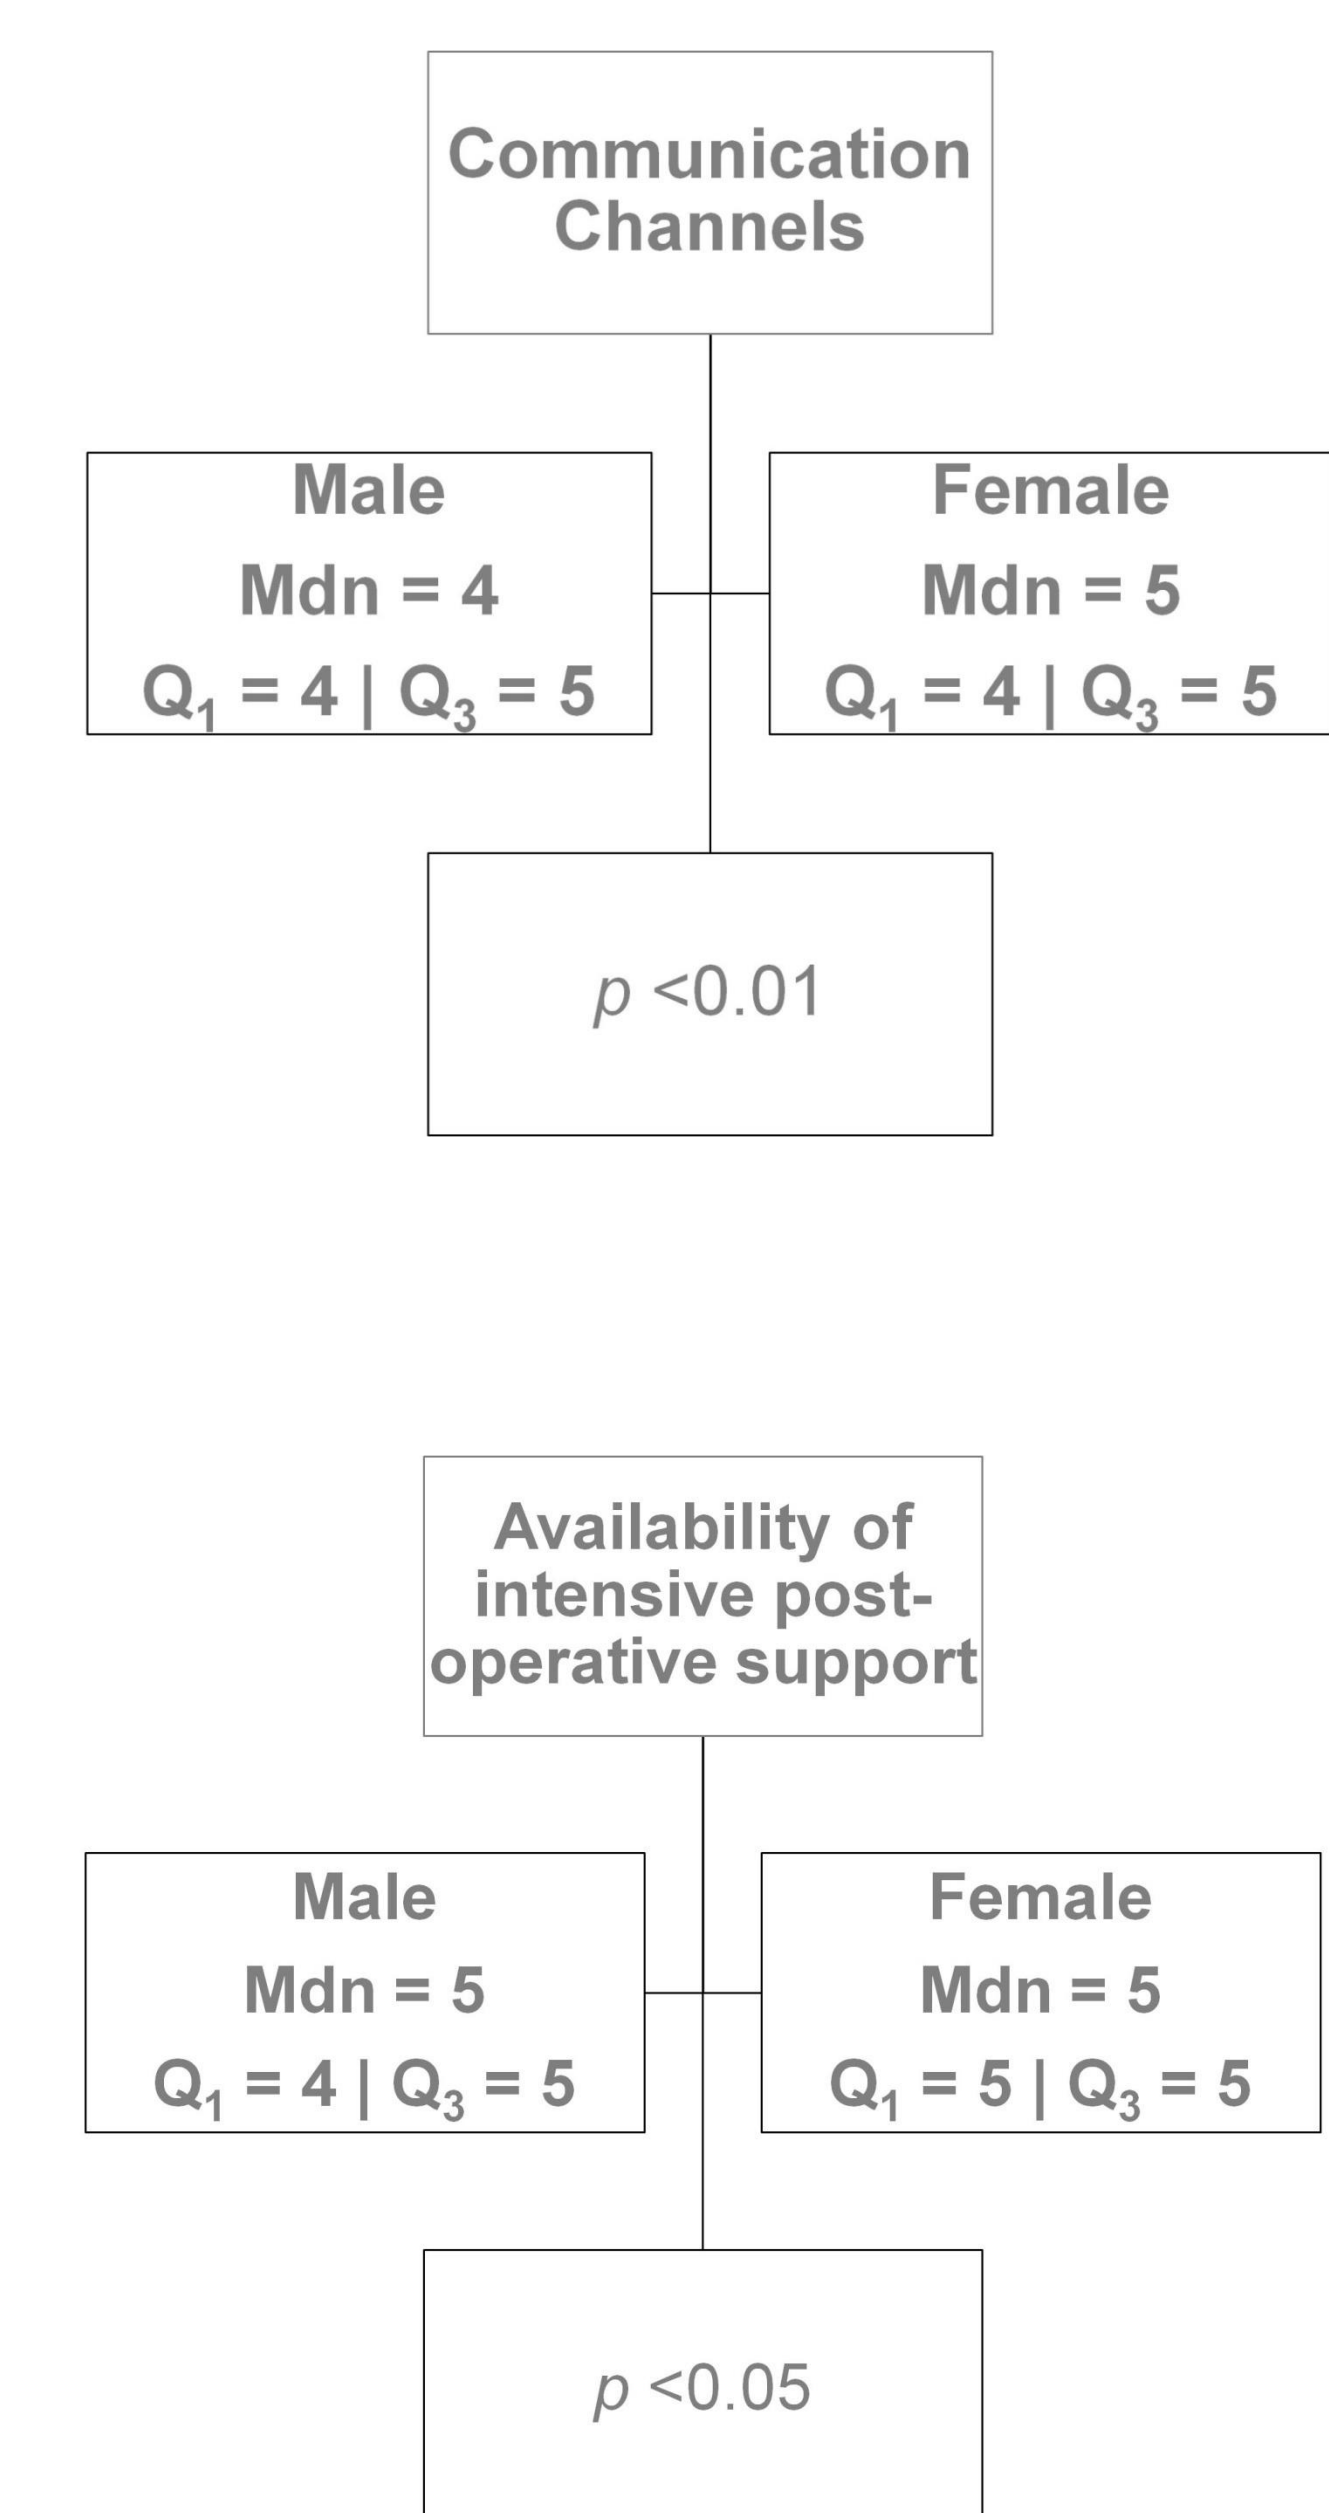 Communication
Channels
Male
Mdn = 4
Q₁ = 4 | Q₃ = 5
Female
Mdn = 5
Q₁ = 4 | Q₃ = 5
p <0.01
Availability of
intensive post-
operative support
Male
Mdn = 5
Q₁ = 4 | Q₃ = 5
Female
Mdn = 5
Q₁ = 5 | Q₃ = 5
p <0.05